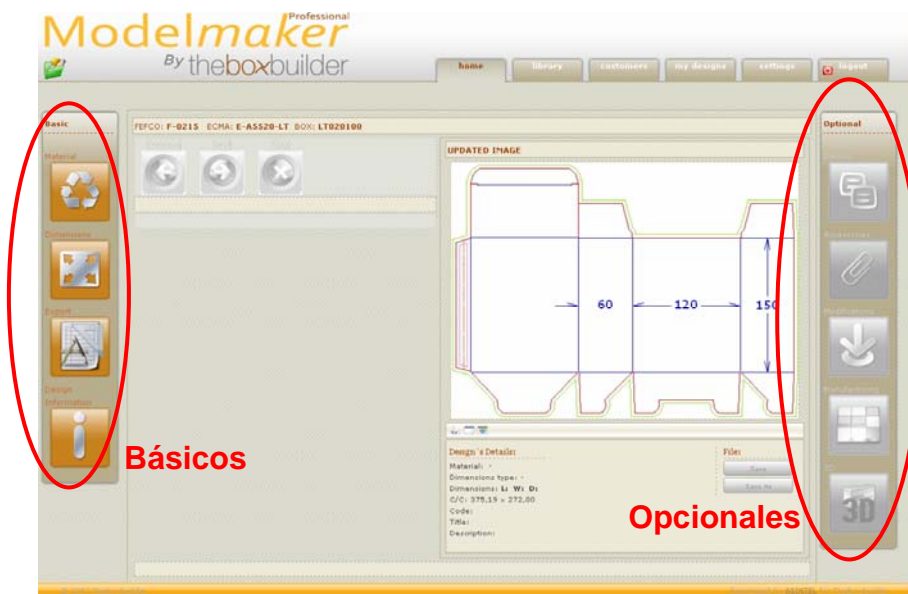 Professional
Modelmaker
By theboxbuilder
home
library
customers
my designs
settings
logout
Basic
Material
Dimensions
Export
Design
Information
Básicos
FEFCO: F-0215 ECMA: E-A5520-LT BOX: LT020100
UPDATED IMAGE
60
120
150
Design´s Details:
Material: -
Dimensions type: -
Dimensions: L: W: D:
C/C: 375,19 x 272,00
Code:
Title:
Description:
File:
Save
Save As
Optional
Accessories
Modifications
Manufacturing
3D
3D
Opcionales